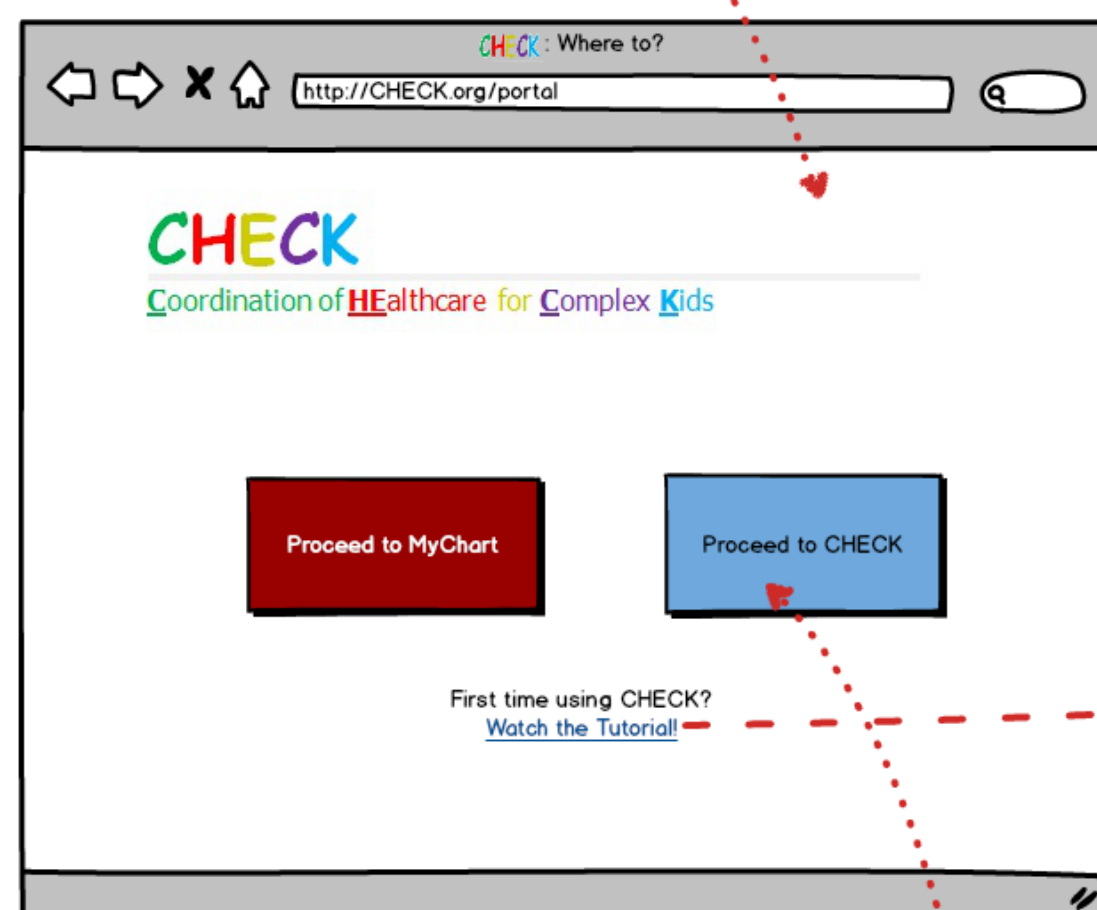 CHECK : Where to?
http://CHECK.org/portal
CHECK
Coordination of HEalthcare for Complex Kids
Proceed to MyChart
Proceed to CHECK
First time using CHECK?
Watch the Tutorial!